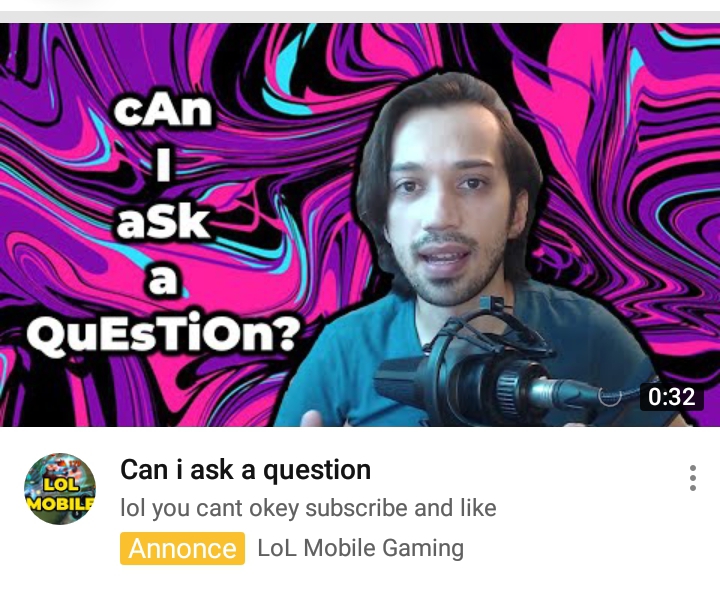 cAn
I
aSk
a
QuEsTiOn?
0:32
LOL
MOBILE
Can i ask a question
lol you cant okey subscribe and like
Annonce LoL Mobile Gaming